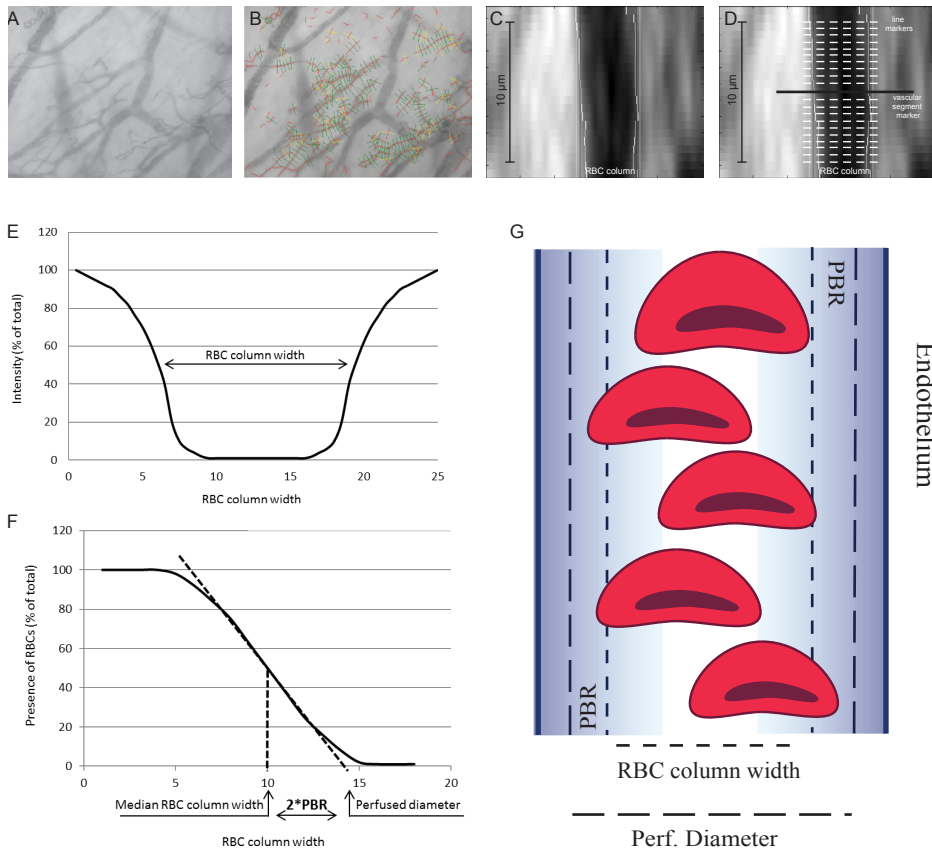 A
B
C
10 µm
RBC column
D
10 µm
line
markers
vascular
segment
marker
RBC column
E
120
100
80
60
40
20
0
Intensity (% of total)
RBC column width
0 5 10 15 20 25
RBC column width
F
120
100
80
60
40
20
0
Presence of RBCs (% of total)
0 5 10 15 20
Median RBC column width
2*PBR
Perfused diameter
RBC column width
G
PBR
PBR
Endothelium
RBC column width
Perf. Diameter